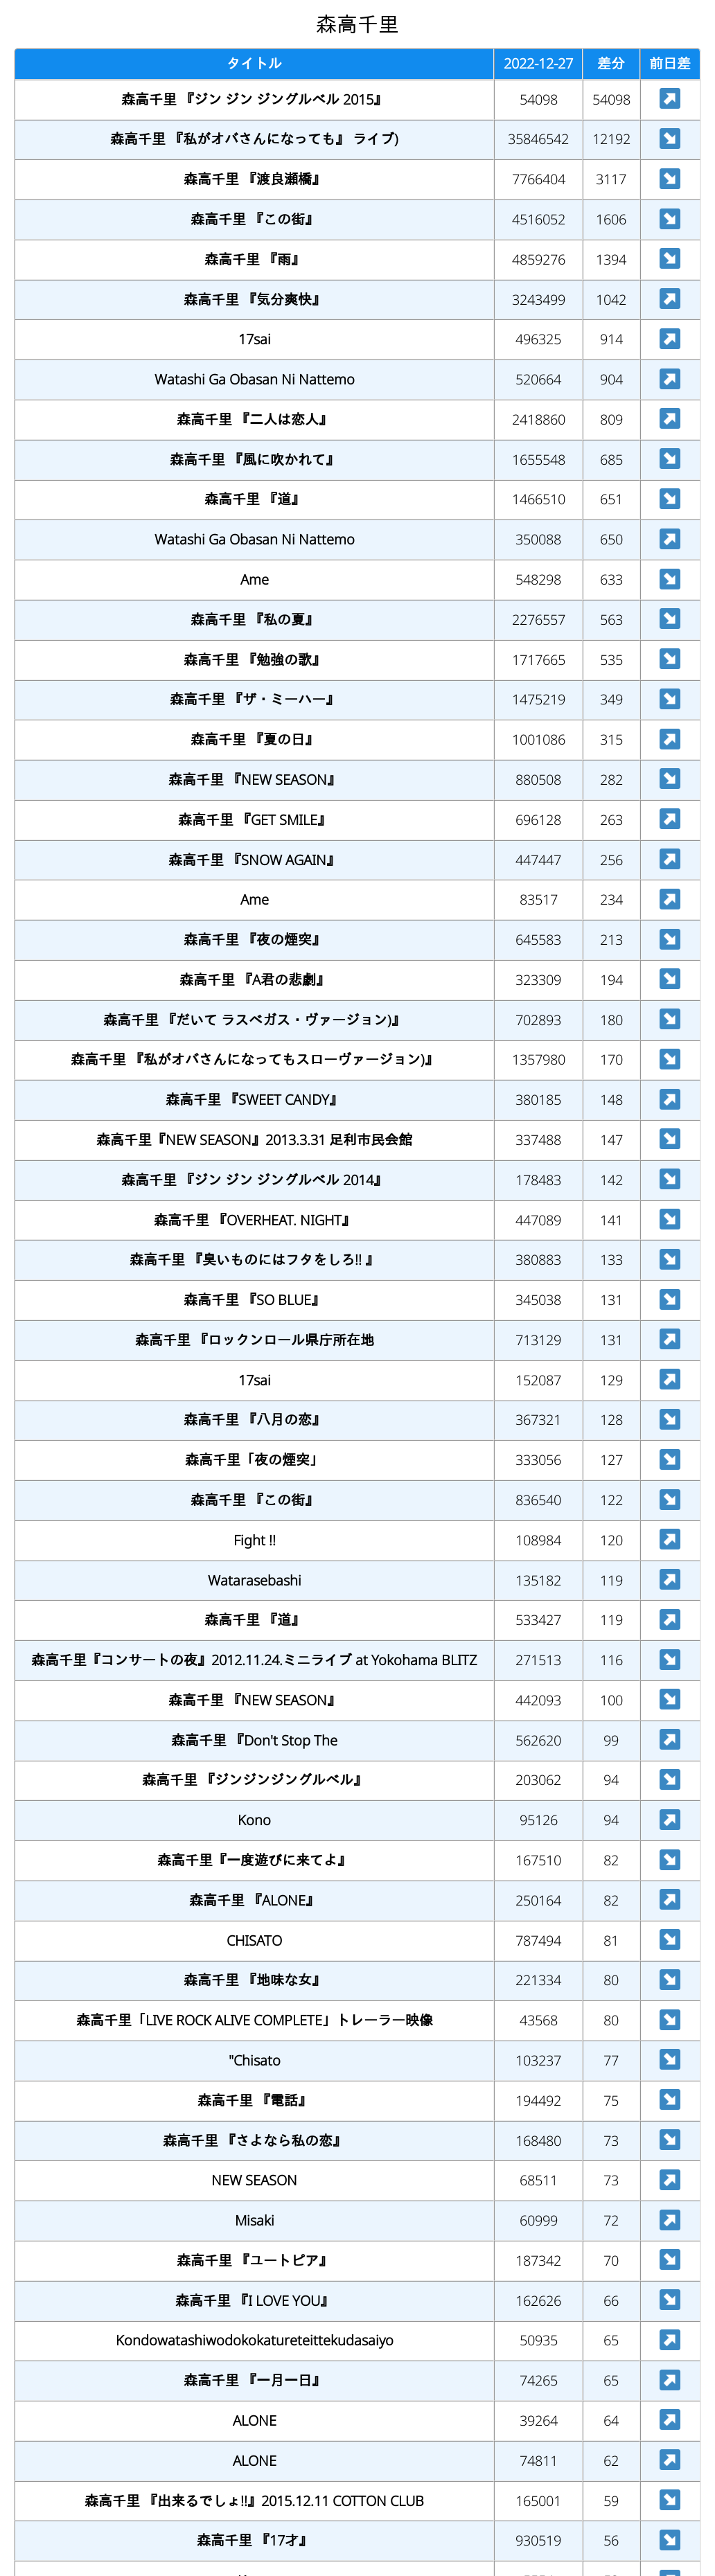 森高千里
タイトル 2022-12-27 差分 前日差
森高千里 『ジン ジン ジングルベル 2015』 54098 54098
森高千里 『私がオバさんになっても』 ライブ) 35846542 12192
森高千里 『渡良瀬橋』 7766404 3117
森高千里 『この街』 4516052 1606
森高千里 『雨』 4859276 1394
森高千里 『気分爽快』 3243499 1042
17sai 496325 914
Watashi Ga Obasan Ni Nattemo 520664 904
森高千里 『二人は恋人』 2418860 809
森高千里 『風に吹かれて』 1655548 685
森高千里 『道』 1466510 651
Watashi Ga Obasan Ni Nattemo 350088 650
Ame 548298 633
森高千里 『私の夏』 2276557 563
森高千里 『勉強の歌』 1717665 535
森高千里 『ザ・ミーハー』 1475219 349
森高千里 『夏の日』 1001086 315
森高千里 『NEW SEASON』 880508 282
森高千里 『GET SMILE』 696128 263
森高千里 『SNOW AGAIN』 447447 256
Ame 83517 234
森高千里 『夜の煙突』 645583 213
森高千里 『A君の悲劇』 323309 194
森高千里 『だいて ラスベガス・ヴァージョン)』 702893 180
森高千里 『私がオバさんになってもスローヴァージョン)』 1357980 170
森高千里 『SWEET CANDY』 380185 148
森高千里『NEW SEASON』2013.3.31 足利市民会館 337488 147
森高千里 『ジン ジン ジングルベル 2014』 178483 142
森高千里 『OVERHEAT. NIGHT』 447089 141
森高千里 『臭いものにはフタをしろ!! 』 380883 133
森高千里 『SO BLUE』 345038 131
森高千里 『ロックンロール県庁所在地 713129 131
17sai 152087 129
森高千里 『八月の恋』 367321 128
森高千里「夜の煙突」 333056 127
森高千里 『この街』 836540 122
Fight !! 108984 120
Watarasebashi 135182 119
森高千里 『道』 533427 119
森高千里『コンサートの夜』2012.11.24.ミニライブ at Yokohama BLITZ 271513 116
森高千里 『NEW SEASON』 442093 100
森高千里 『Don't Stop The 562620 99
森高千里 『ジンジンジングルベル』 203062 94
Kono 95126 94
森高千里『一度遊びに来てよ』 167510 82
森高千里 『ALONE』 250164 82
CHISATO 787494 81
森高千里 『地味な女』 221334 80
森高千里「LIVE ROCK ALIVE COMPLETE」トレーラー映像 43568 80
"Chisato 103237 77
森高千里 『電話』 194492 75
森高千里 『さよなら私の恋』 168480 73
NEW SEASON 68511 73
Misaki 60999 72
森高千里 『ユートピア』 187342 70
森高千里 『I LOVE YOU』 162626 66
Kondowatashiwodokokatureteittekudasaiyo 50935 65
森高千里 『一月一日』 74265 65
ALONE 39264 64
ALONE 74811 62
森高千里 『出来るでしょ!!』2015.12.11 COTTON CLUB 165001 59
森高千里 『17才』 930519 56